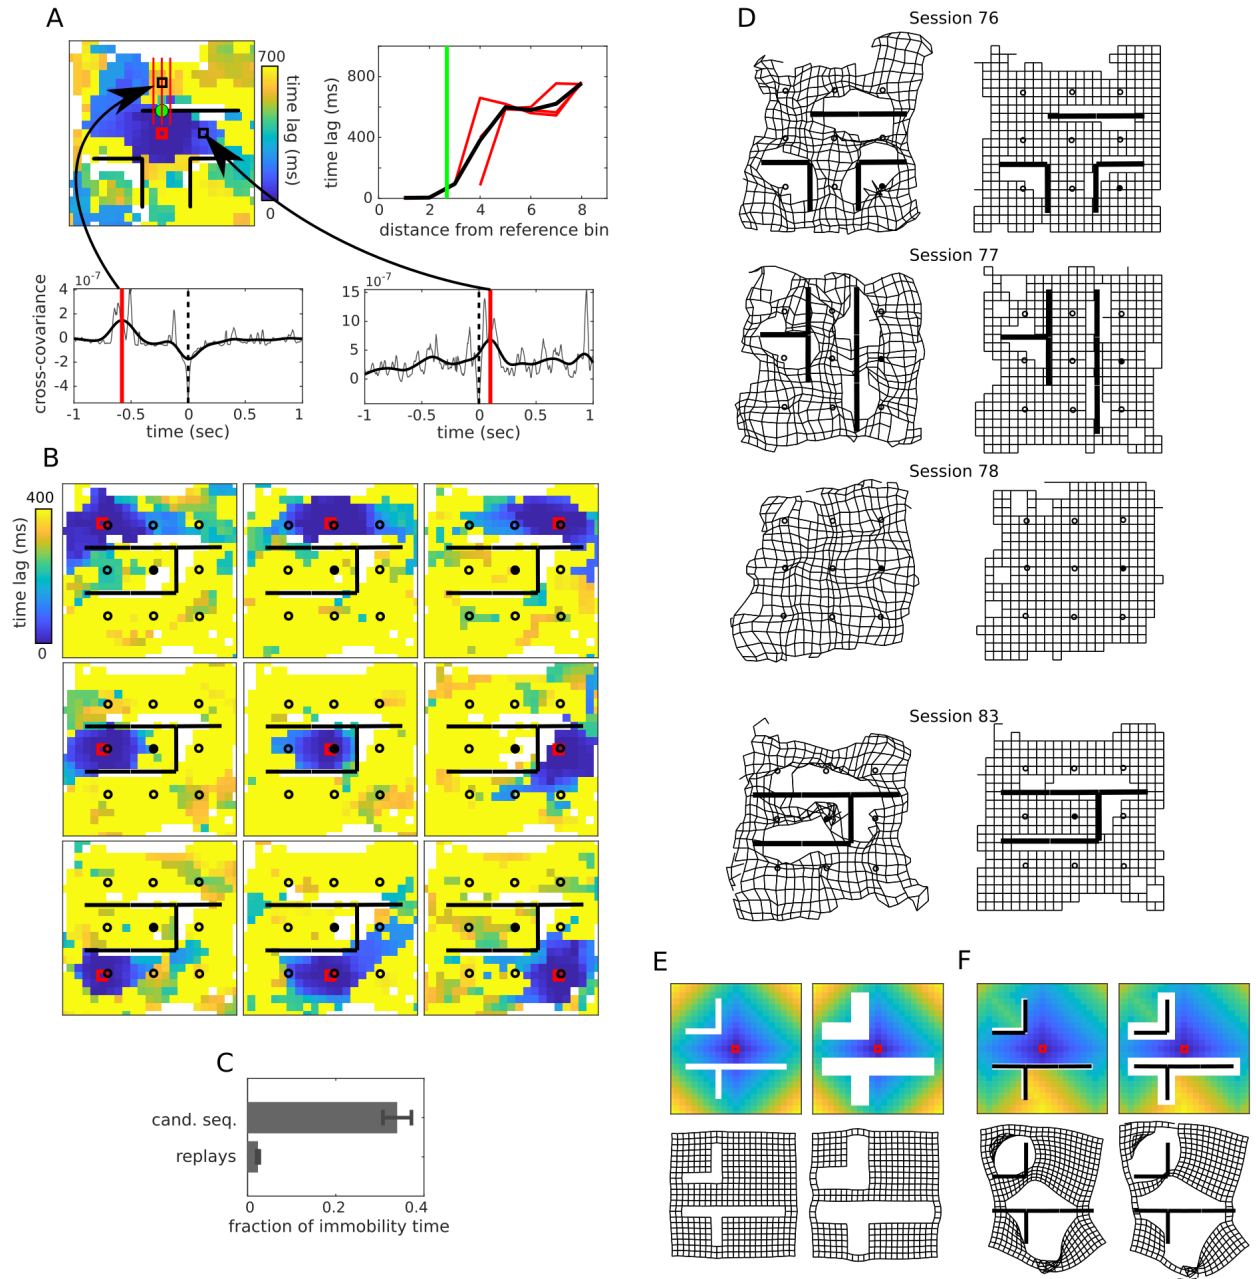 A
700
time lag (ms)
0
800
400
0
time lag (ms)
0 2 4 6 8
distance from reference bin
10⁻⁷
4
2
0
-2
-4
cross-covariance
-1 -0.5 0 0.5 1
time (sec)
10⁻⁷
15
10
5
0
-1 -0.5 0 0.5 1
time (sec)
B
400
time lag (ms)
0
C
cand. seq.
replays
0 0.2 0.4
fraction of immobility time
D
Session 76
Session 77
Session 78
Session 83
E
F